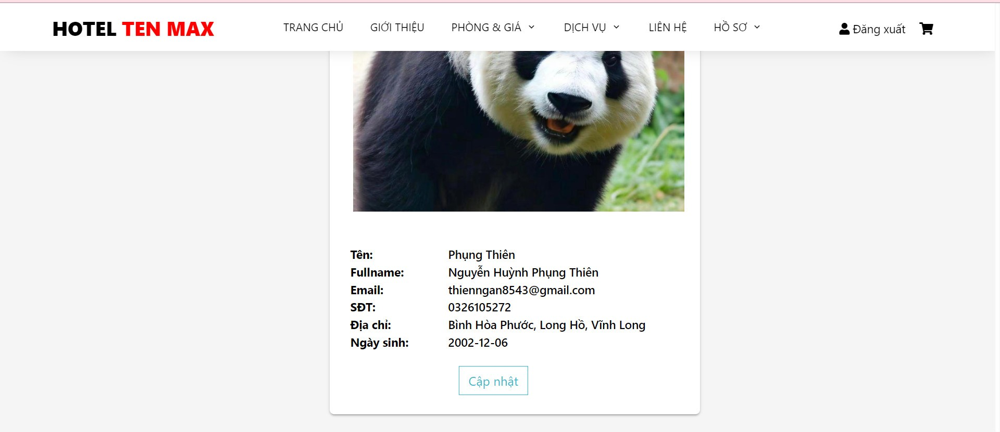 HOTEL TEN MAX TRANG CHỦ GIỚI THIỆU PHÒNG & GIÁ DỊCH VỤ LIÊN HỆ HỒ SƠ Đăng xuất
Tên: Phụng Thiên
Fullname: Nguyễn Huỳnh Phụng Thiên
Email: thienngan8543@gmail.com
SĐT: 0326105272
Địa chỉ: Bình Hòa Phước, Long Hồ, Vĩnh Long
Ngày sinh: 2002-12-06
Cập nhật